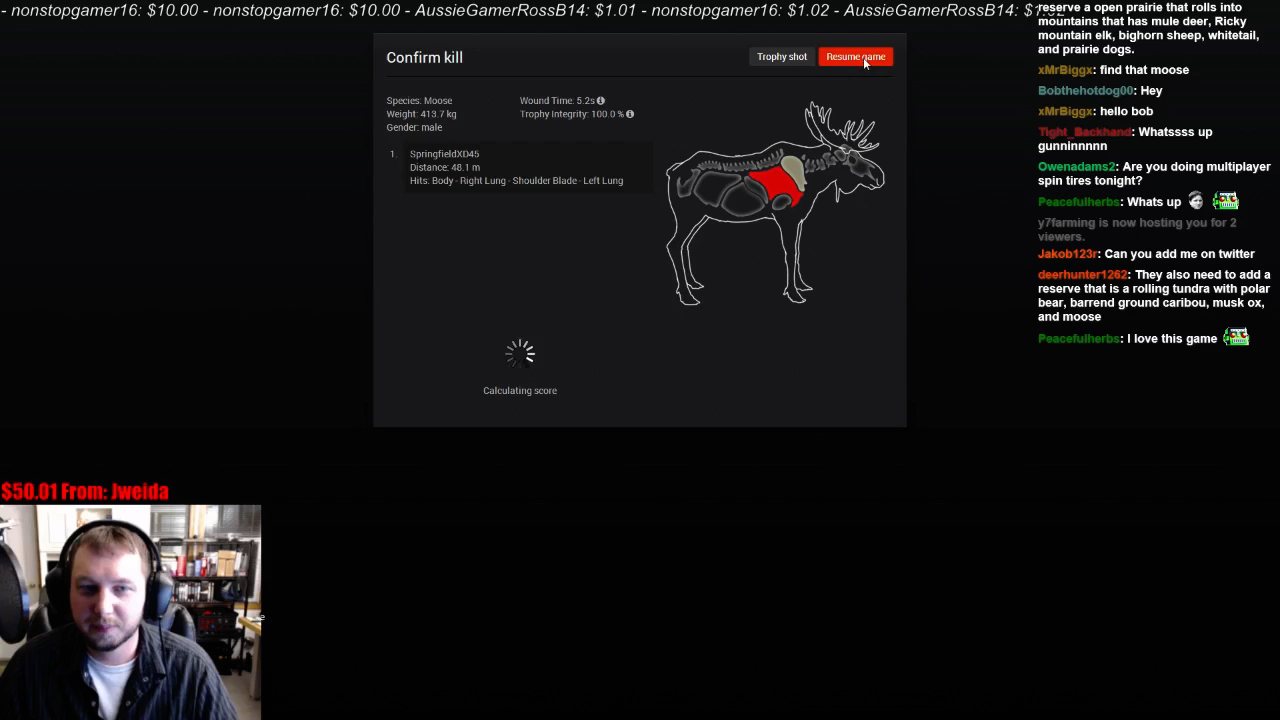 - nonstopgamer16: $10.00 - nonstopgamer16: $10.00 - AussieGamerRossB14: $1.01 - nonstopgamer16: $1.02 - AussieGamerRossB14:
Confirm kill
Trophy shot
Resume game
Species: Moose
Weight: 413.7 kg
Gender: male
Wound Time: 5.2s
Trophy Integrity: 100.0 %
1.
SpringfieldXD45
Distance: 48.1 m
Hits: Body - Right Lung - Shoulder Blade - Left Lung
Calculating score
reserve a open prairie that rolls into
mountains that has mule deer, Ricky
mountain elk, bighorn sheep, whitetail,
and prairie dogs.
xMrBiggx: find that moose
Bobthehotdog00: Hey
xMrBiggx: hello bob
Tight_Backhand: Whatssss up
gunninnnnn
Owenadams2: Are you doing multiplayer
spin tires tonight?
Peacefulherbs: Whats up
y7farming is now hosting you for 2
viewers.
Jakob123r: Can you add me on twitter
deerhunter1262: They also need to add a
reserve that is a rolling tundra with polar
bear, barrend ground caribou, musk ox,
and moose
Peacefulherbs: I love this game
$50.01 From: Jweida